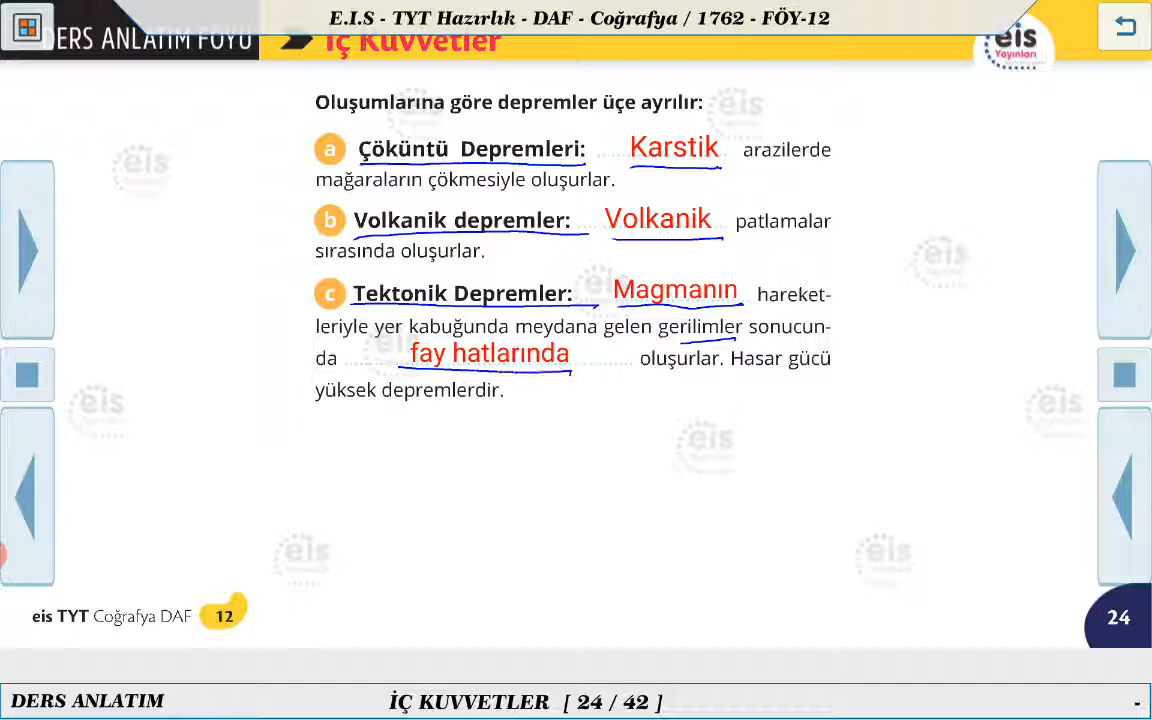 E.I.S - TYT Hazırlık - DAF - Coğrafya / 1762 - FÖY-12
DERS ANLATIM FÖYÜ
İç Kuvvetler
eis
Yayınları
Oluşumlarına göre depremler üçe ayrılır:
a Çöküntü Depremleri: Karstik arazilerde
mağaraların çökmesiyle oluşurlar.
b Volkanik depremler: Volkanik patlamalar
sırasında oluşurlar.
c Tektonik Depremler: Magmanın hareket-
leriyle yer kabuğunda meydana gelen gerilimler sonucun-
da fay hatlarında oluşurlar. Hasar gücü
yüksek depremlerdir.
eis TYT Coğrafya DAF 12
24
DERS ANLATIM İÇ KUVVETLER [ 24 / 42 ] -